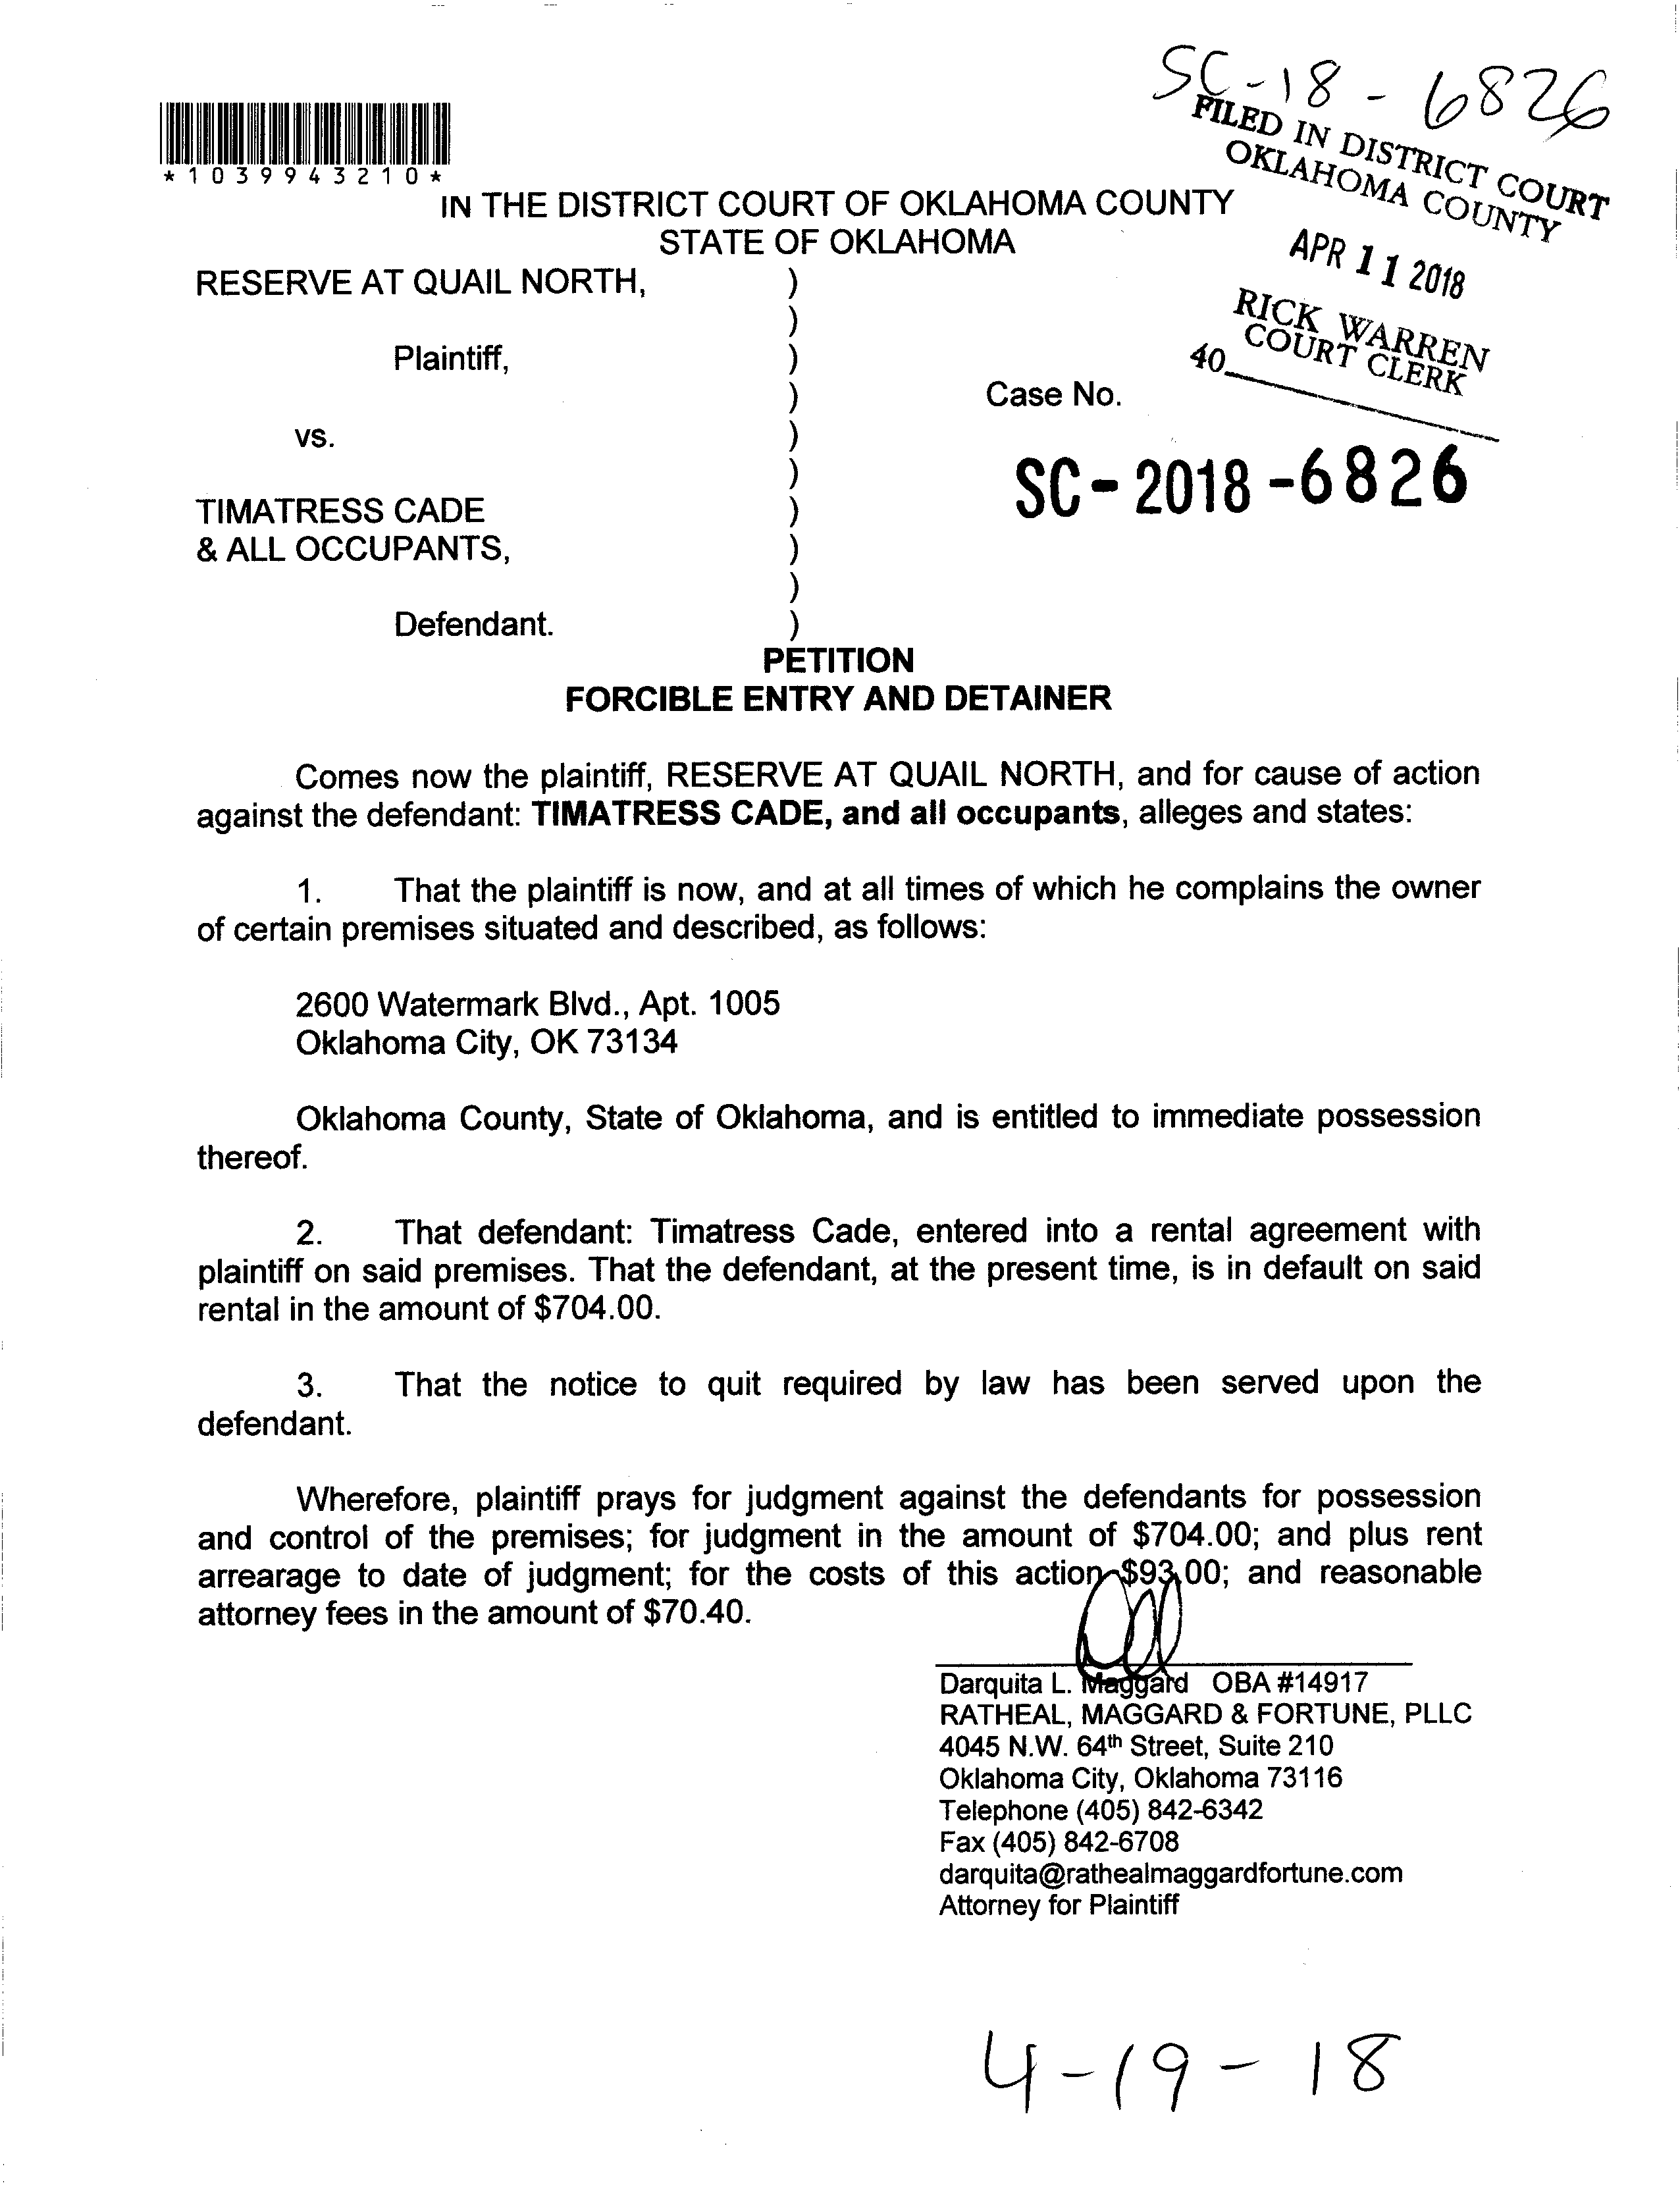 SC-18-6826
*1039943210*
FILED IN DISTRICT COURT
OKLAHOMA COUNTY
IN THE DISTRICT COURT OF OKLAHOMA COUNTY
STATE OF OKLAHOMA
APR 11 2018
RICK WARREN
COURT CLERK
40
RESERVE AT QUAIL NORTH, )
)
Plaintiff, )
) Case No.
vs. )
) SC-2018-6826
TIMATRESS CADE )
& ALL OCCUPANTS, )
)
Defendant. )
PETITION
FORCIBLE ENTRY AND DETAINER
Comes now the plaintiff, RESERVE AT QUAIL NORTH, and for cause of action
against the defendant: TIMATRESS CADE, and all occupants, alleges and states:
1. That the plaintiff is now, and at all times of which he complains the owner
of certain premises situated and described, as follows:
2600 Watermark Blvd., Apt. 1005
Oklahoma City, OK 73134
Oklahoma County, State of Oklahoma, and is entitled to immediate possession
thereof.
2. That defendant: Timatress Cade, entered into a rental agreement with
plaintiff on said premises. That the defendant, at the present time, is in default on said
rental in the amount of $704.00.
3. That the notice to quit required by law has been served upon the
defendant.
Wherefore, plaintiff prays for judgment against the defendants for possession
and control of the premises; for judgment in the amount of $704.00; and plus rent
arrearage to date of judgment; for the costs of this action $93.00; and reasonable
attorney fees in the amount of $70.40.
Darquita L. Maggard OBA #14917
RATHEAL, MAGGARD & FORTUNE, PLLC
4045 N.W. 64th Street, Suite 210
Oklahoma City, Oklahoma 73116
Telephone (405) 842-6342
Fax (405) 842-6708
darquita@rathealmaggardfortune.com
Attorney for Plaintiff
4-19-18